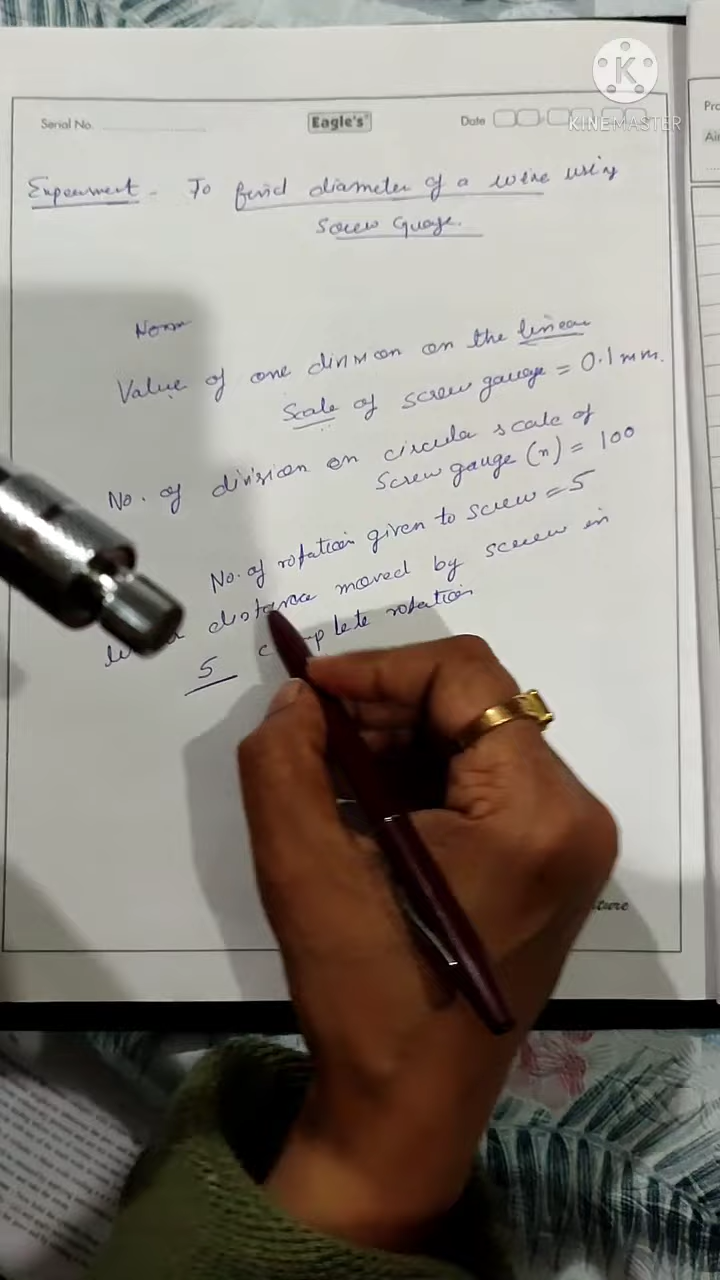 KINEMASTER
Serial No.
Eagle's
Date
Experiment - To find diameter of a wire using
Screw Guage.
Norm
Value of one division on the linear
Scale of screw gauge = 0.1 mm.
No. of division on circular scale of
Screw gauge (n) = 100
No. of rotation given to screw = 5
distance moved by screw in
5 complete rotation